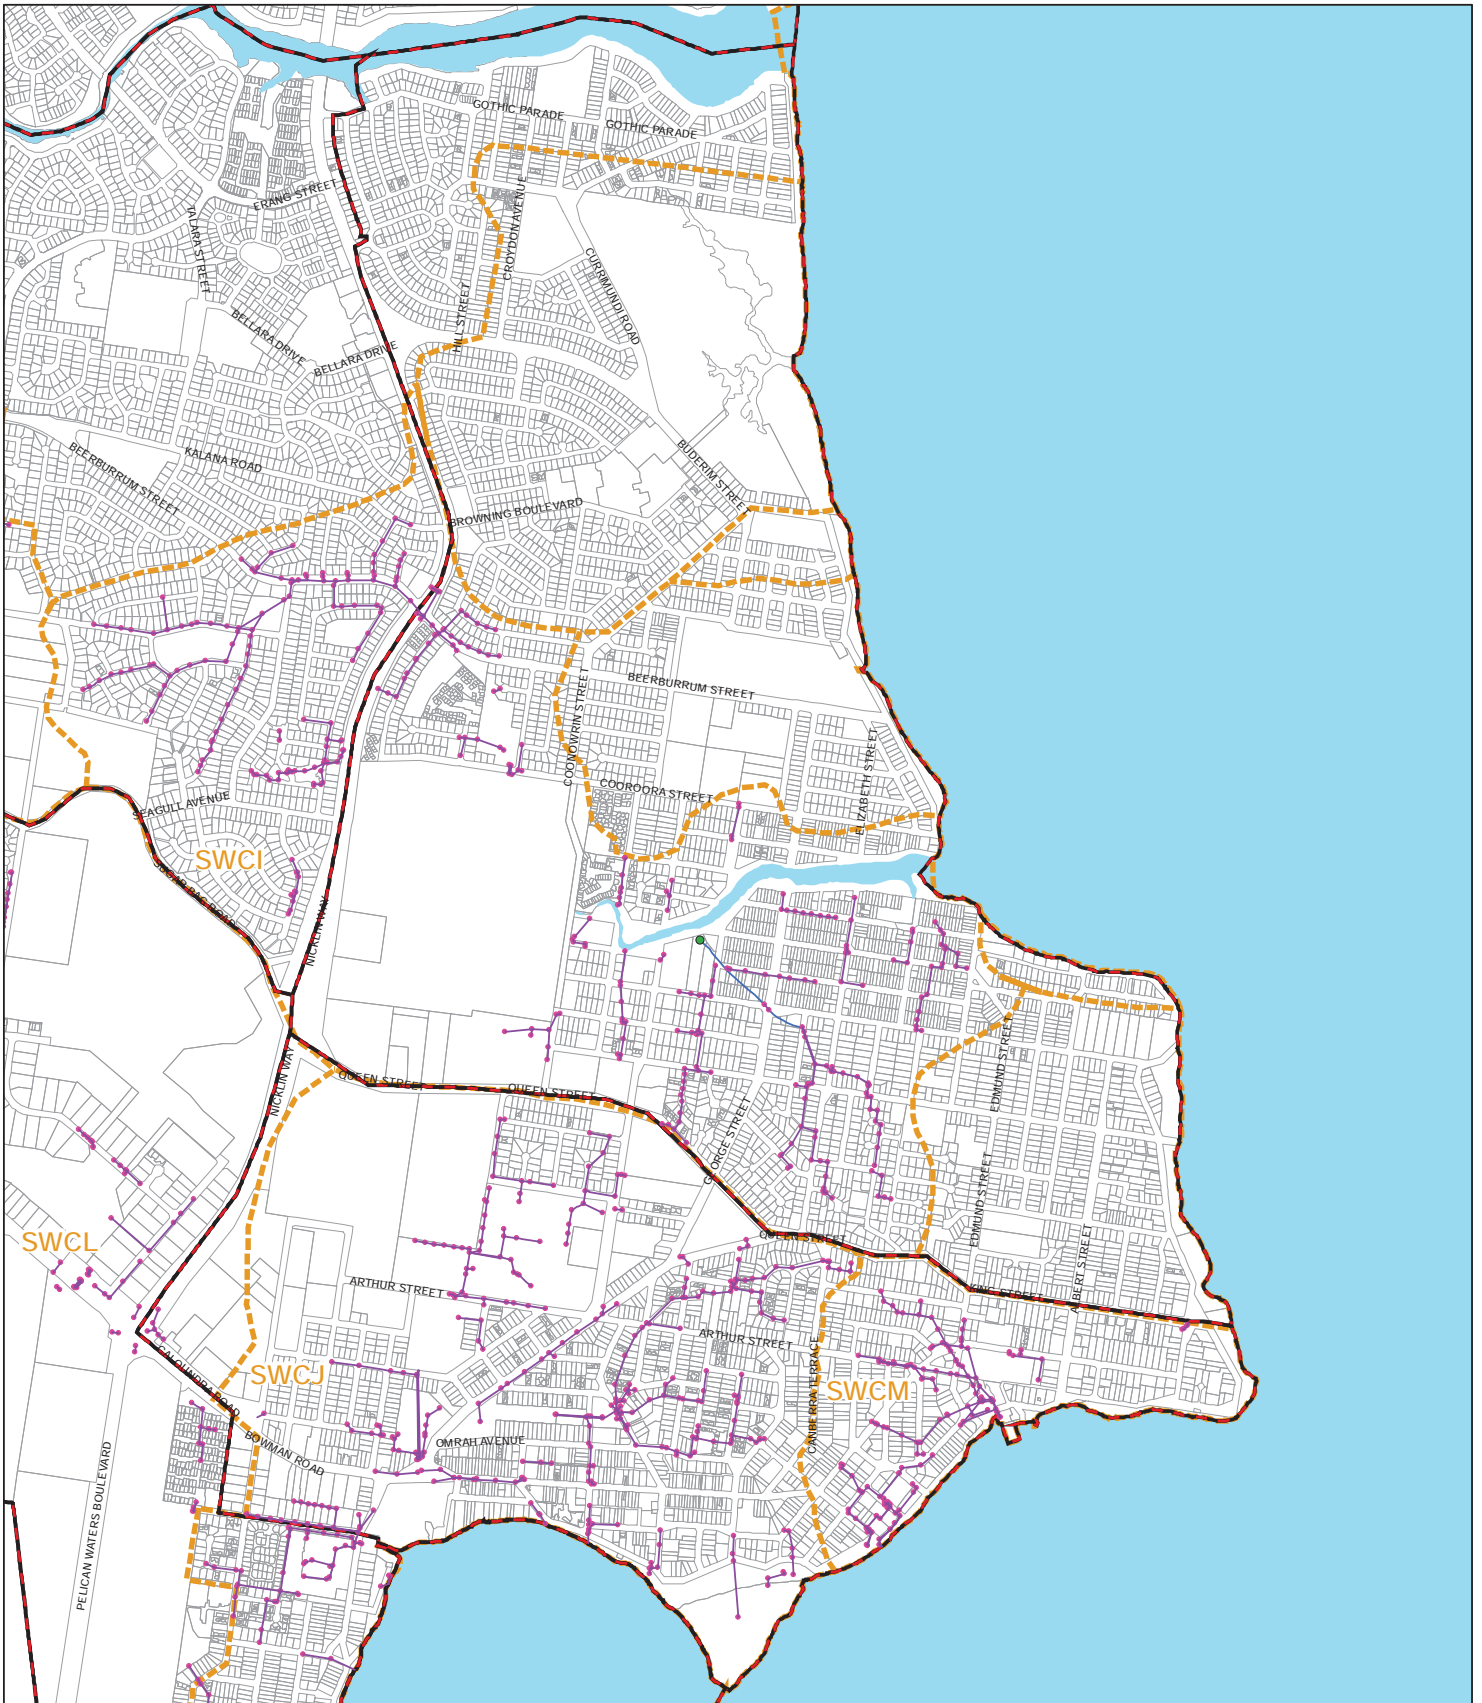 GOTHIC PARADE
GOTHIC PARADE
ERANG STREET
TALARA STREET
CROYDON AVENUE
CURRIMUNDI ROAD
HILL STREET
BELLARA DRIVE
BELLARA DRIVE
BEERBURRUM STREET
KALANA ROAD
BUDERIM STREET
BROWNING BOULEVARD
BEERBURRUM STREET
COONOWRIN STREET
ELIZABETH STREET
COOROORA STREET
SEAGULL AVENUE
SWCI
SUGAR BAG ROAD
NICKLIN WAY
NICKLIN WAY
QUEEN STREET
QUEEN STREET
EDMUND STREET
GEORGE STREET
EDMUND STREET
QUEEN STREET
ALBERT STREET
SWCL
ARTHUR STREET
KING STREET
ARTHUR STREET
CALOUNDRA ROAD
SWCJ
CANBERRA TERRACE
SWCM
BOWMAN ROAD
OMRAH AVENUE
PELICAN WATERS BOULEVARD